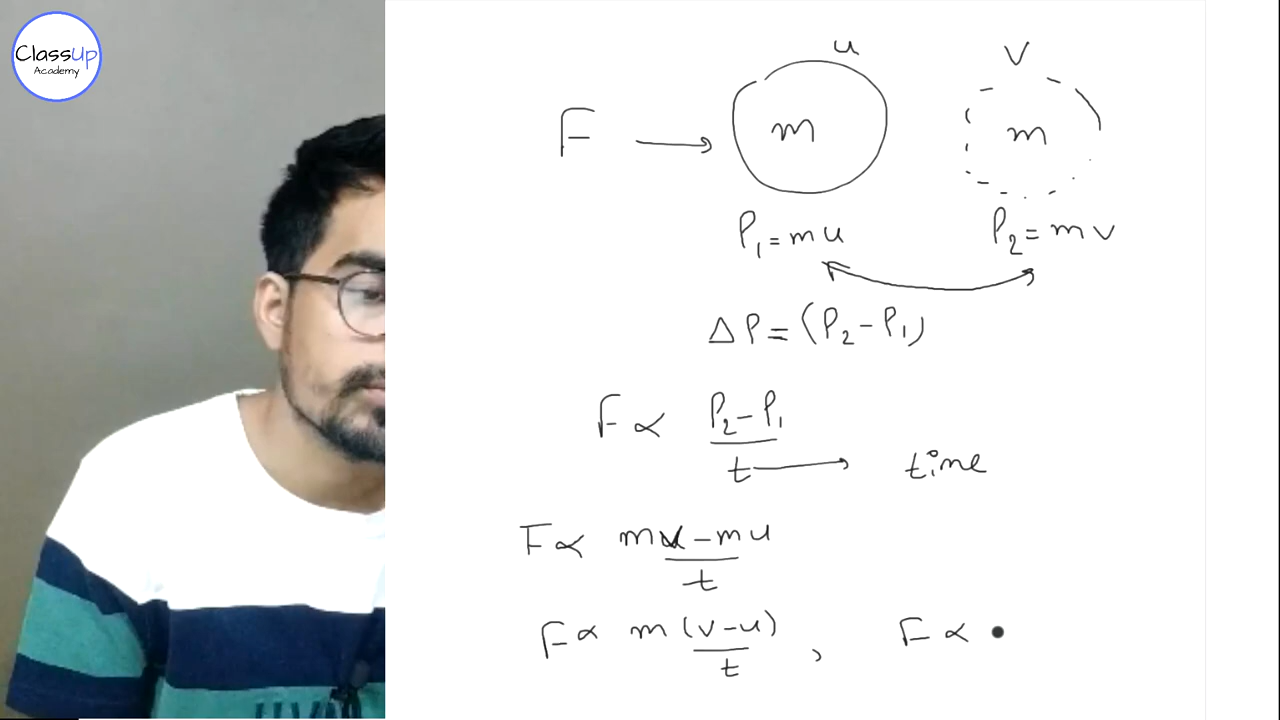 ClassUp
Academy
u v
F → m m
P₁ = mu P₂ = mv
ΔP = (P₂ - P₁)
F ∝ P₂ - P₁ / t → time
F ∝ mv - mu / t
F ∝ m (v - u) / t , F ∝